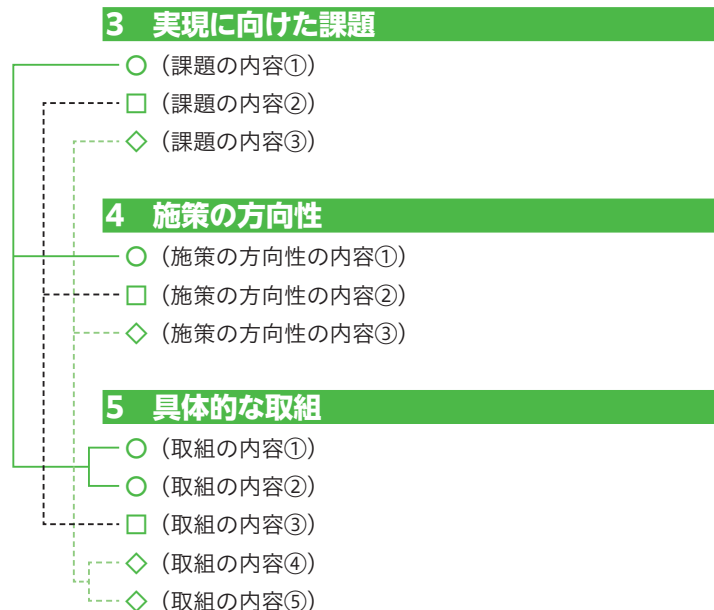 3 実現に向けた課題
○（課題の内容①）
□（課題の内容②）
◇（課題の内容③）
4 施策の方向性
○（施策の方向性の内容①）
□（施策の方向性の内容②）
◇（施策の方向性の内容③）
5 具体的な取組
○（取組の内容①）
○（取組の内容②）
□（取組の内容③）
◇（取組の内容④）
◇（取組の内容⑤）